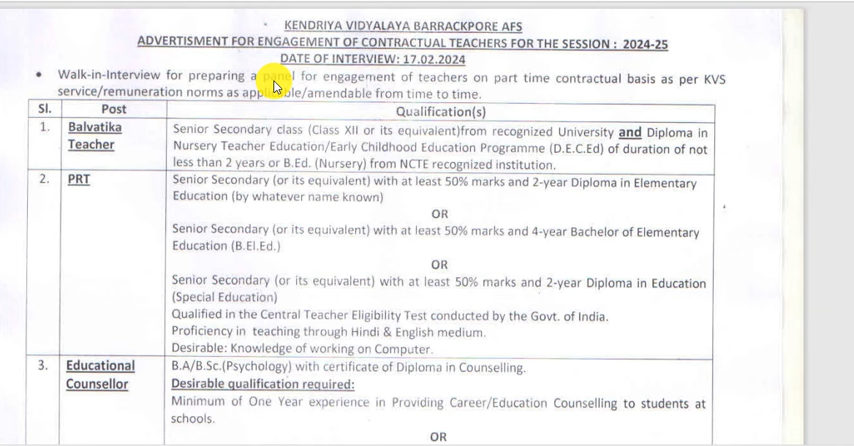 KENDRIYA VIDYALAYA BARRACKPORE AFS
ADVERTISMENT FOR ENGAGEMENT OF CONTRACTUAL TEACHERS FOR THE SESSION : 2024-25
DATE OF INTERVIEW: 17.02.2024
• Walk-in-Interview for preparing a panel for engagement of teachers on part time contractual basis as per KVS
service/remuneration norms as applicable/amendable from time to time.
Sl. Post Qualification(s)
1. Balvatika Teacher
Senior Secondary class (Class XII or its equivalent)from recognized University and Diploma in
Nursery Teacher Education/Early Childhood Education Programme (D.E.C.Ed) of duration of not
less than 2 years or B.Ed. (Nursery) from NCTE recognized institution.
2. PRT
Senior Secondary (or its equivalent) with at least 50% marks and 2-year Diploma in Elementary
Education (by whatever name known)
OR
Senior Secondary (or its equivalent) with at least 50% marks and 4-year Bachelor of Elementary
Education (B.El.Ed.)
OR
Senior Secondary (or its equivalent) with at least 50% marks and 2-year Diploma in Education
(Special Education)
Qualified in the Central Teacher Eligibility Test conducted by the Govt. of India.
Proficiency in teaching through Hindi & English medium.
Desirable: Knowledge of working on Computer.
3. Educational Counsellor
B.A/B.Sc.(Psychology) with certificate of Diploma in Counselling.
Desirable qualification required:
Minimum of One Year experience in Providing Career/Education Counselling to students at
schools.
OR